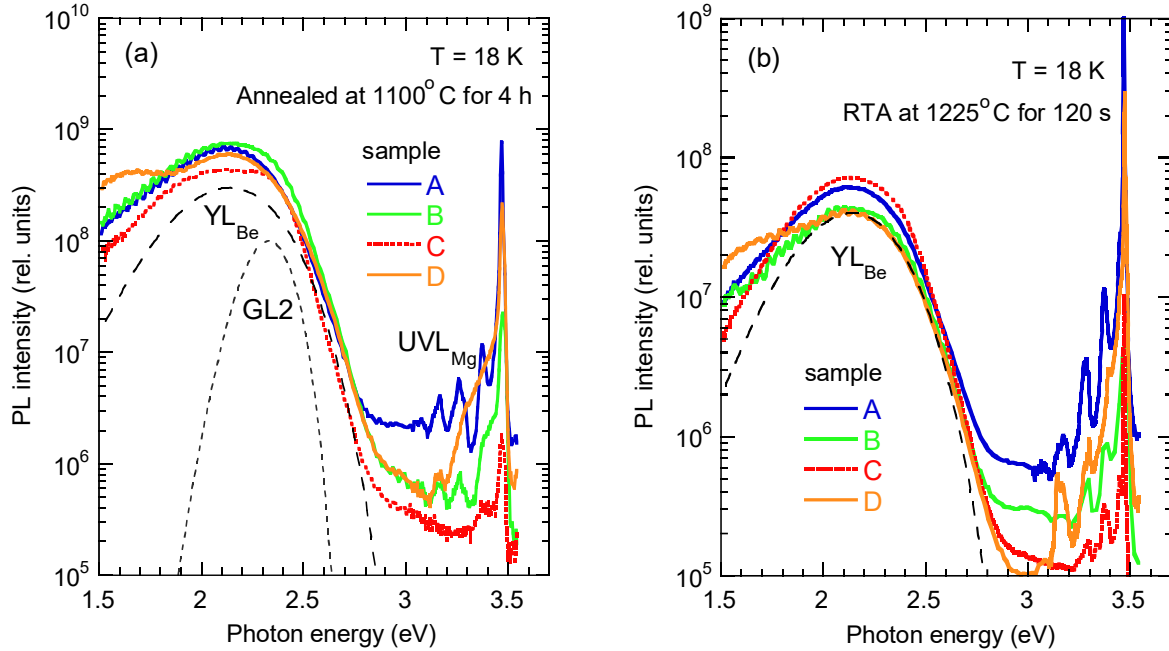 (a)
T = 18 K
Annealed at 1100°C for 4 h
sample
A
B
C
D
YL_Be
GL2
UVL_Mg
PL intensity (rel. units)
10^10
10^9
10^8
10^7
10^6
10^5
1.5 2 2.5 3 3.5
Photon energy (eV)
(b)
T = 18 K
RTA at 1225°C for 120 s
YL_Be
sample
A
B
C
D
PL intensity (rel. units)
10^9
10^8
10^7
10^6
10^5
1.5 2 2.5 3 3.5
Photon energy (eV)